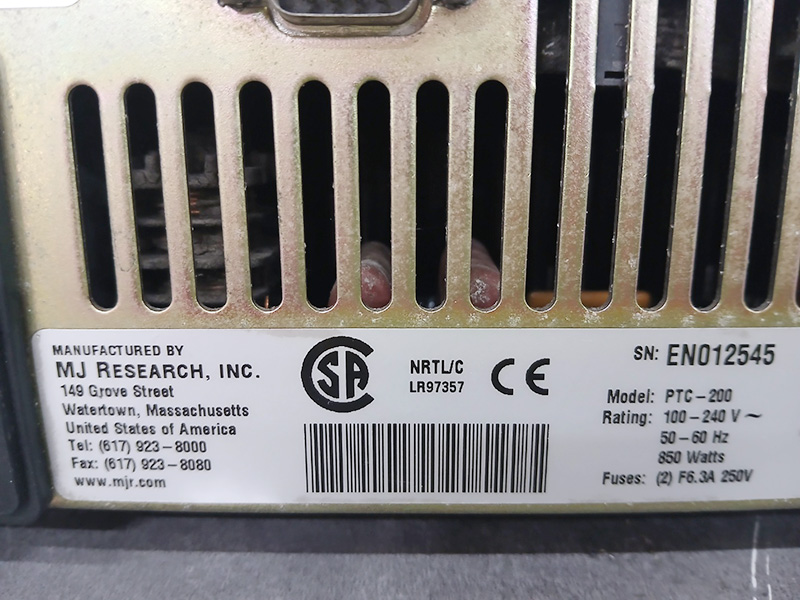 MANUFACTURED BY
MJ RESEARCH, INC.
149 Grove Street
Watertown, Massachusetts
United States of America
Tel: (617) 923-8000
Fax: (617) 923-8080
www.mjr.com
SA
NRTL/C
LR97357
CE
SN: EN012545
Model: PTC-200
Rating: 100-240 V ~
50-60 Hz
850 Watts
Fuses: (2) F6.3A 250V